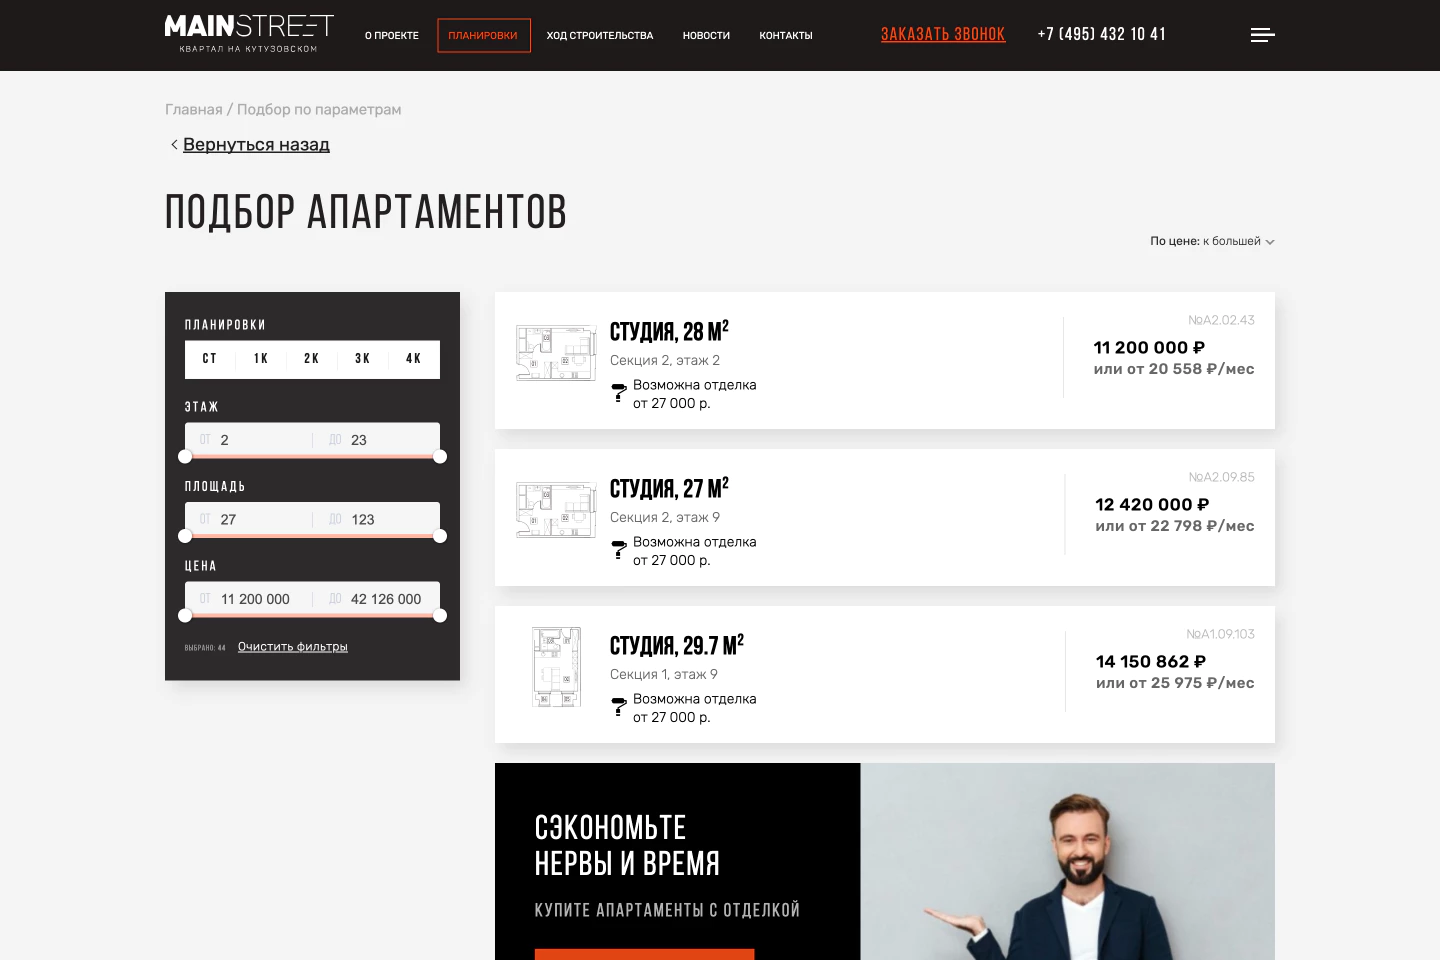 MAINSTREET
КВАРТАЛ НА КУТУЗОВСКОМ
О ПРОЕКТЕ
ПЛАНИРОВКИ
ХОД СТРОИТЕЛЬСТВА
НОВОСТИ
КОНТАКТЫ
ЗАКАЗАТЬ ЗВОНОК
+7 (495) 432 10 41
Главная / Подбор по параметрам
Вернуться назад
ПОДБОР АПАРТАМЕНТОВ
По цене: к большей
ПЛАНИРОВКИ
СТ 1К 2К 3К 4К
ЭТАЖ
ОТ 2 ДО 23
ПЛОЩАДЬ
ОТ 27 ДО 123
ЦЕНА
ОТ 11 200 000 ДО 42 126 000
ВЫБРАНО: 44 Очистить фильтры
СТУДИЯ, 28 М²
Секция 2, этаж 2
Возможна отделка
от 27 000 р.
№А2.02.43
11 200 000 ₽
или от 20 558 ₽/мес
СТУДИЯ, 27 М²
Секция 2, этаж 9
Возможна отделка
от 27 000 р.
№А2.09.85
12 420 000 ₽
или от 22 798 ₽/мес
СТУДИЯ, 29.7 М²
Секция 1, этаж 9
Возможна отделка
от 27 000 р.
№А1.09.103
14 150 862 ₽
или от 25 975 ₽/мес
СЭКОНОМЬТЕ
НЕРВЫ И ВРЕМЯ
КУПИТЕ АПАРТАМЕНТЫ С ОТДЕЛКОЙ